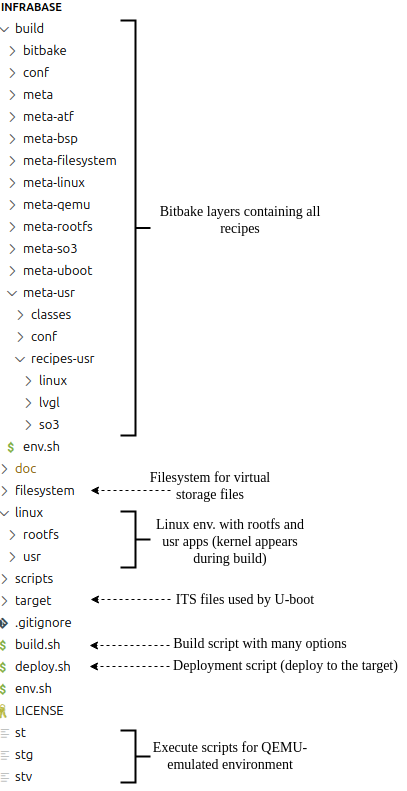 INFRABASE
build
bitbake
conf
meta
meta-atf
meta-bsp
meta-filesystem
meta-linux
meta-qemu
Bitbake layers containing all
recipes
meta-rootfs
meta-so3
meta-uboot
meta-usr
classes
conf
recipes-usr
linux
lvgl
so3
$ env.sh
doc
Filesystem for virtual
storage files
filesystem
linux
Linux env. with rootfs and
usr apps (kernel appears
during build)
rootfs
usr
scripts
target
ITS files used by U-boot
.gitignore
$ build.sh
Build script with many options
$ deploy.sh
Deployment script (deploy to the target)
$ env.sh
LICENSE
st
stg
stv
Execute scripts for QEMU-
emulated environment